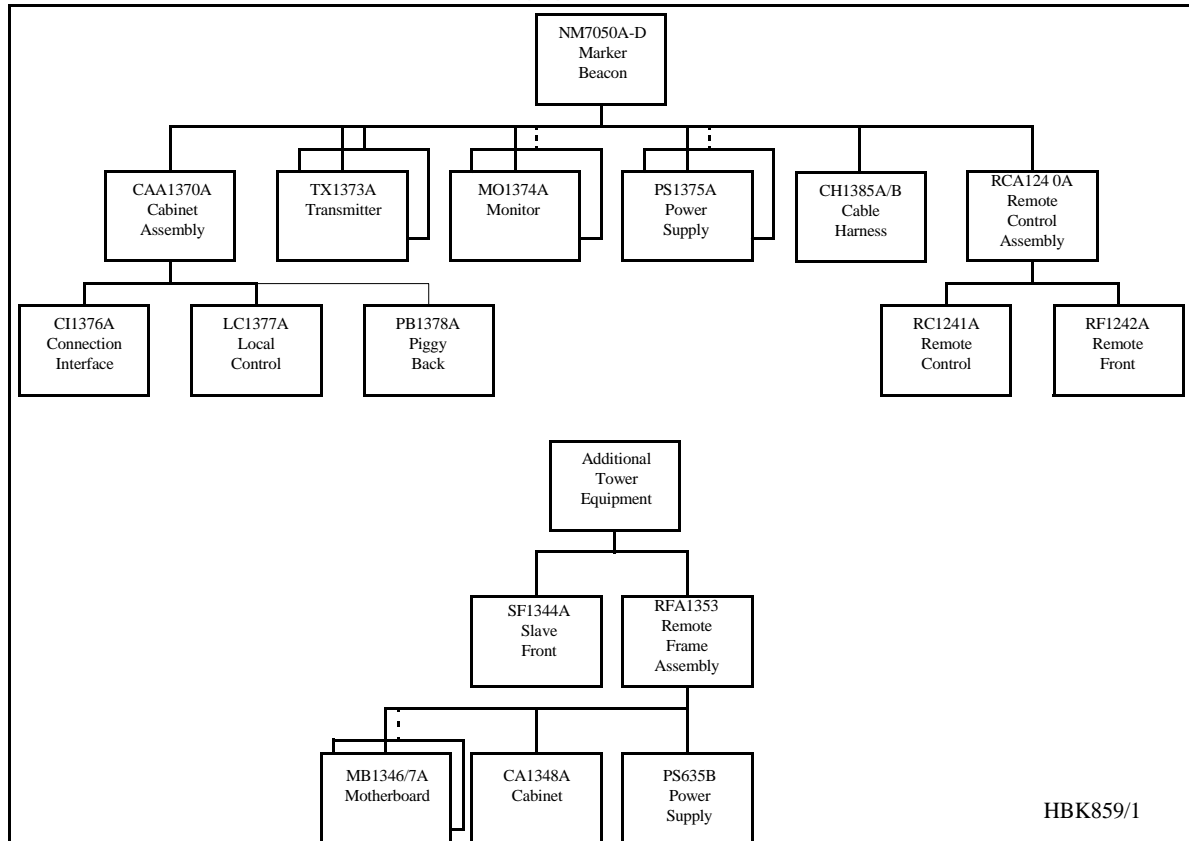 NM7050A-D
Marker
Beacon
CAA1370A
Cabinet
Assembly
TX1373A
Transmitter
MO1374A
Monitor
PS1375A
Power
Supply
CH1385A/B
Cable
Harness
RCA124 0A
Remote
Control
Assembly
CI1376A
Connection
Interface
LC1377A
Local
Control
PB1378A
Piggy
Back
RC1241A
Remote
Control
RF1242A
Remote
Front
Additional
Tower
Equipment
SF1344A
Slave
Front
RFA1353
Remote
Frame
Assembly
MB1346/7A
Motherboard
CA1348A
Cabinet
PS635B
Power
Supply
HBK859/1